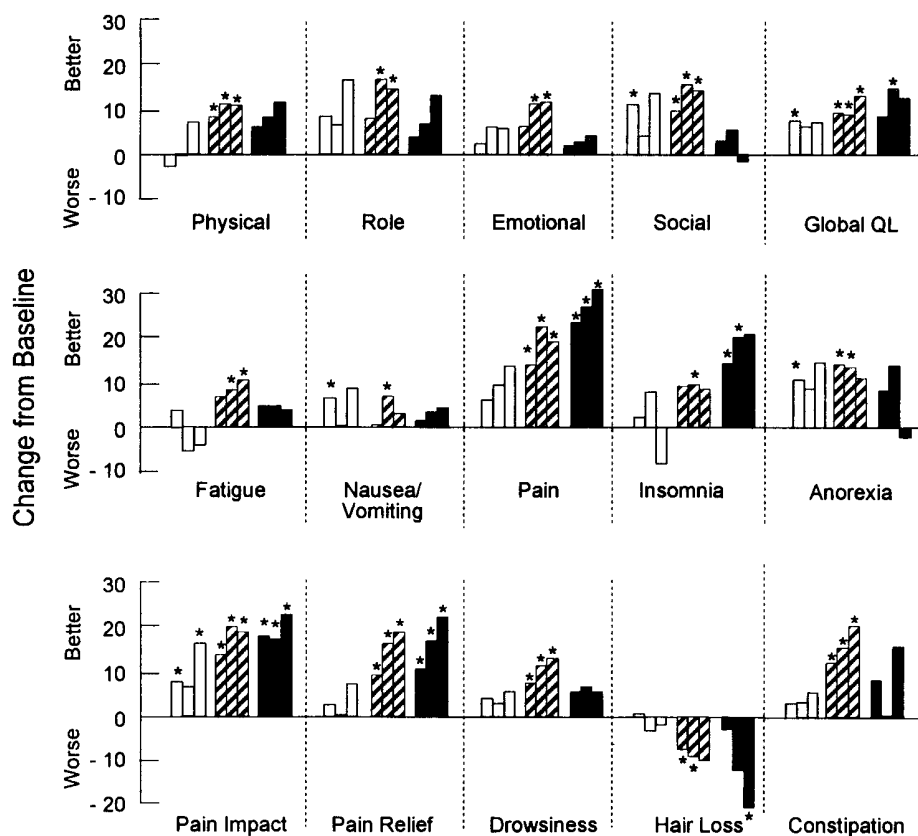 Change from Baseline
Better
Worse
30
20
10
0
- 10
* * * * * * * * * * * * * * * * *
Physical Role Emotional Social Global QL
Better
Worse
30
20
10
0
- 10
* * * * * * * * * * * * * * * *
Fatigue Nausea/ Pain Insomnia Anorexia
Vomiting
Better
Worse
30
20
10
0
- 10
- 20
* * * * * * * * * * * * * * * * * * * * * * * *
Pain Impact Pain Relief Drowsiness Hair Loss Constipation